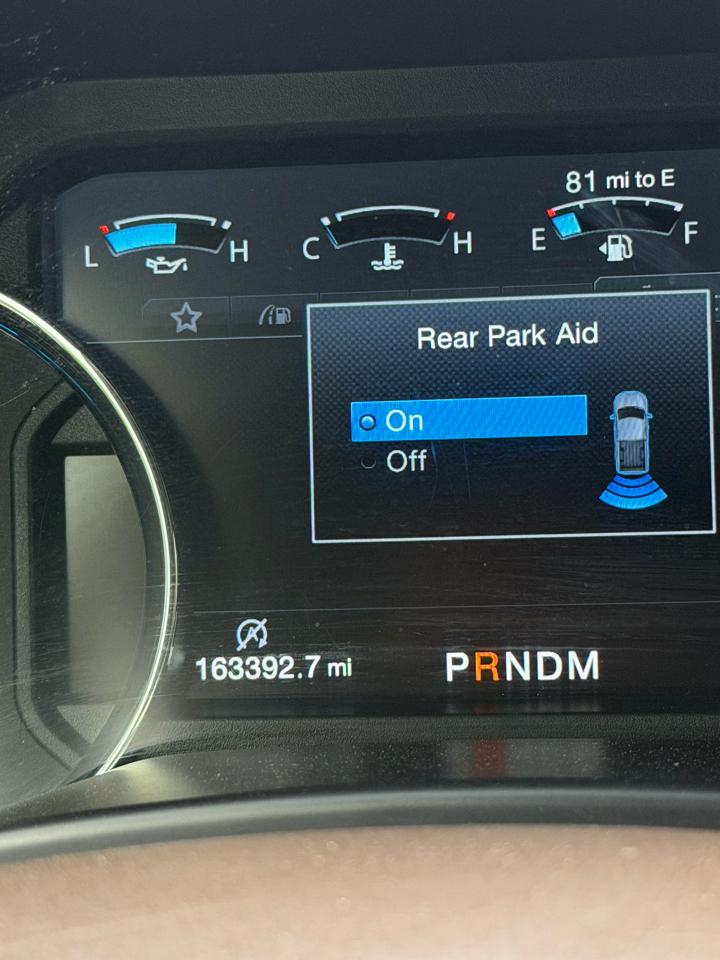 81 mi to E
L H C H E F
Rear Park Aid
On
Off
A
163392.7 mi
PRNDM